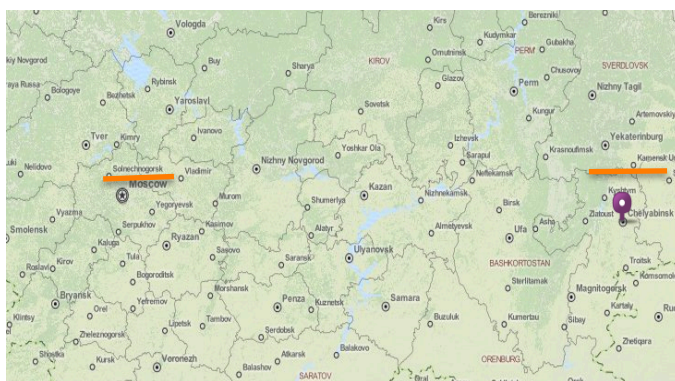 Vologda
Kirs
Berezniki
Kudymkar
Gubakha
iy Novgorod
Buy
Sharya
KIROV
Omutninsk
PERM
SVERDLOVSK
Chusovoy
Glazov
Perm
Nizhny Tagil
aya Russa
Bologoye
Rybinsk
Bezhetsk
Yaroslavl
Sovetsk
Kungur
Artemovskiy
Tver
Kimry
Ivanovo
Izhevsk
Yekaterinburg
Nizhny Novgorod
Yoshkar Ola
Sarapul
Krasnoufimsk
Nelidovo
Solnechnogorsk
Vladimir
Neftekamsk
Kamensk
Moscow
Murom
Kazan
Nizhnekamsk
Kyshtym
Vyazma
Yegoryevsk
Shumerlya
Birsk
Zlatoust
Chelyabinsk
Smolensk
Serpukhov
Kasimov
Alatyr
Almetyevsk
Ufa
Asha
Kaluga
Ryazan
Ulyanovsk
Tula
Sasovo
Saransk
BASHKORTOSTAN
Troitsk
Roslavl
Kirov
Bogoroditsk
Sterlitamak
Komsomo
Morshansk
Magnitogorsk
Bryansk
Yefremov
Penza
Kuznetsk
Samara
Kartaly
Klintsy
Orel
Lipetsk
Tambov
Buzuluk
Kumertau
Sibay
Zheleznogorsk
Serdobsk
Zhetiqara
Shostka
Kursk
Voronezh
Atkarsk
Balakovo
ORENBURG
Balashov
SARATOV
Ural